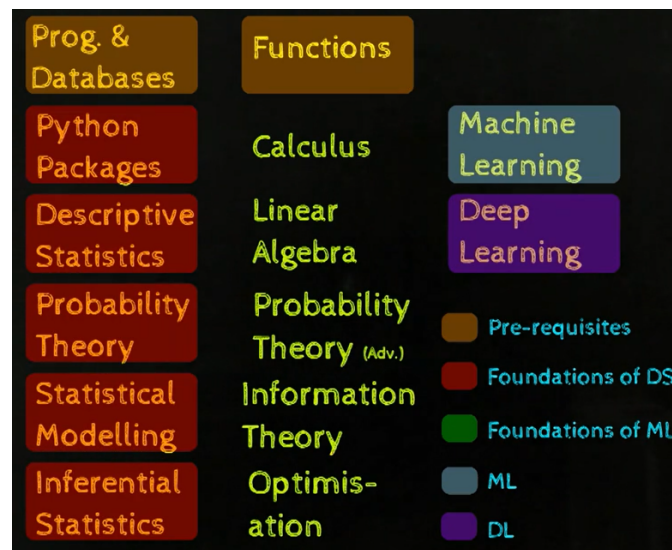 Prog. &
Databases
Python
Packages
Descriptive
Statistics
Probability
Theory
Statistical
Modelling
Inferential
Statistics
Functions
Calculus
Linear
Algebra
Probability
Theory (Adv.)
Information
Theory
Optimis-
ation
Machine
Learning
Deep
Learning
Pre-requisites
Foundations of DS
Foundations of ML
ML
DL